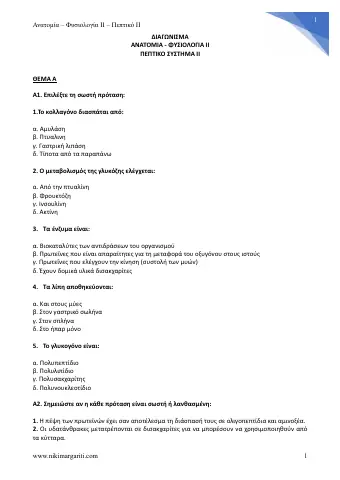 Ανατομία – Φυσιολογία ΙΙ – Πεπτικό ΙΙ
1
ΔΙΑΓΩΝΙΣΜΑ
ΑΝΑΤΟΜΙΑ - ΦΥΣΙΟΛΟΓΙΑ ΙΙ
ΠΕΠΤΙΚΟ ΣΥΣΤΗΜΑ ΙΙ
ΘΕΜΑ Α
Α1. Επιλέξτε τη σωστή πρόταση:
1.Το κολλαγόνο διασπάται από:
α. Αμυλάση
β. Πτυαλινη
γ. Γαστρική λιπάση
δ. Τίποτα από τα παραπάνω
2. Ο μεταβολισμός της γλυκόζης ελέγχεται:
α. Από την πτυαλίνη
β. Φρουκτόζη
γ. Ινσουλίνη
δ. Ακτίνη
3. Τα ένζυμα είναι:
α. Βιοκαταλύτες των αντιδράσεων του οργανισμού
β. Πρωτεΐνες που είναι απαραίτητες για τη μεταφορά του οξυγόνου στους ιστούς
γ. Πρωτεΐνες που ελέγχουν την κίνηση (συστολή των μυών)
δ. Έχουν δομικά υλικά δισακχαρίτες
4. Τα λίπη αποθηκεύονται:
α. Και στους μύες
β. Στον γαστρικό σωλήνα
γ. Στον σπλήνα
δ. Στο ήπαρ μόνο
5. Το γλυκογόνο είναι:
α. Πολυπεπτίδιο
β. Πολυλιπίδιο
γ. Πολυσακχαρίτης
δ. Πολυνουκλεοτίδιο
Α2. Σημειώστε αν η κάθε πρόταση είναι σωστή ή λανθασμένη:
1. Η πέψη των πρωτεϊνών έχει σαν αποτέλεσμα τη διάσπασή τους σε ολιγοπεπτίδια και αμινοξέα.
2. Οι υδατάνθρακες μετατρέπονται σε δισακχαρίτες για να μπορέσουν να χρησιμοποιηθούν από
τα κύτταρα.
www.nikimargariti.com
1